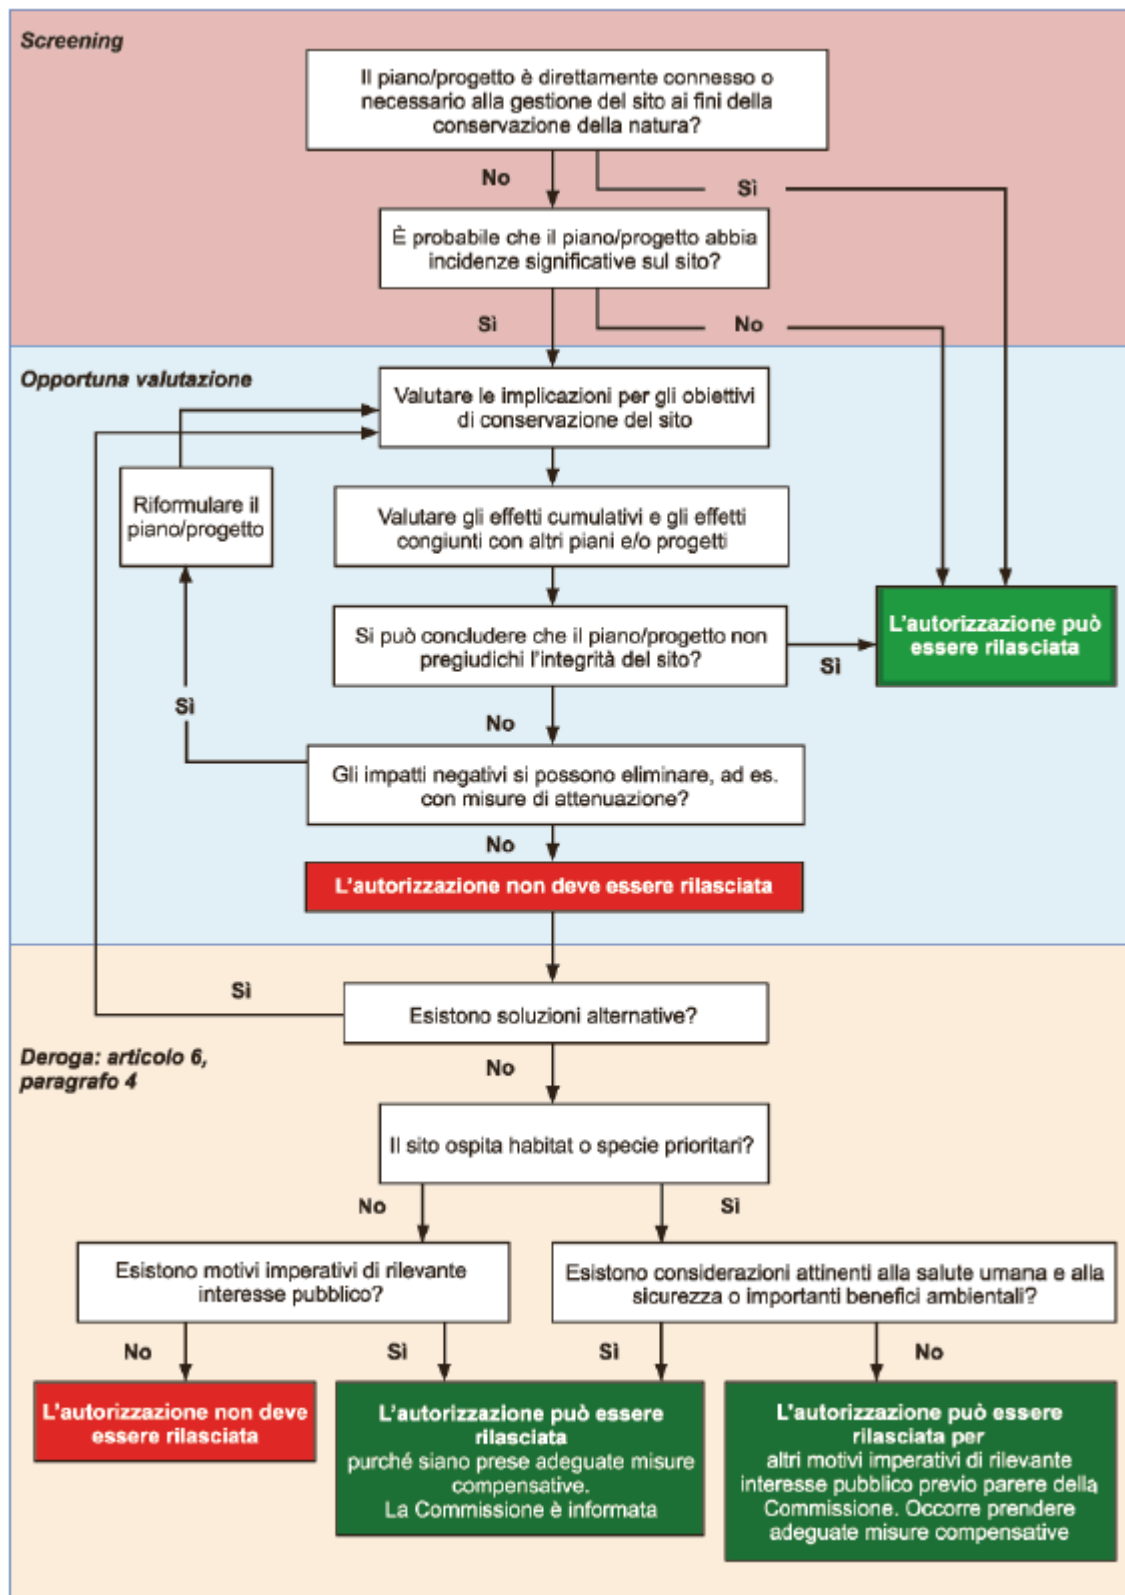 Screening
Il piano/progetto è direttamente connesso o
necessario alla gestione del sito ai fini della
conservazione della natura?
No
Sì
È probabile che il piano/progetto abbia
incidenze significative sul sito?
Sì
No
Opportuna valutazione
Valutare le implicazioni per gli obiettivi
di conservazione del sito
Riformulare il
piano/progetto
Valutare gli effetti cumulativi e gli effetti
congiunti con altri piani e/o progetti
Si può concludere che il piano/progetto non
pregiudichi l'integrità del sito?
Sì
L'autorizzazione può
essere rilasciata
Sì
No
Gli impatti negativi si possono eliminare, ad es.
con misure di attenuazione?
No
L'autorizzazione non deve essere rilasciata
Sì
Esistono soluzioni alternative?
Deroga: articolo 6,
paragrafo 4
No
Il sito ospita habitat o specie prioritari?
No
Sì
Esistono motivi imperativi di rilevante
interesse pubblico?
Esistono considerazioni attinenti alla salute umana e alla
sicurezza o importanti benefici ambientali?
No
Sì
Sì
No
L'autorizzazione non deve
essere rilasciata
L'autorizzazione può essere
rilasciata
purché siano prese adeguate misure
compensative.
La Commissione è informata
L'autorizzazione può essere
rilasciata per
altri motivi imperativi di rilevante
interesse pubblico previo parere della
Commissione. Occorre prendere
adeguate misure compensative